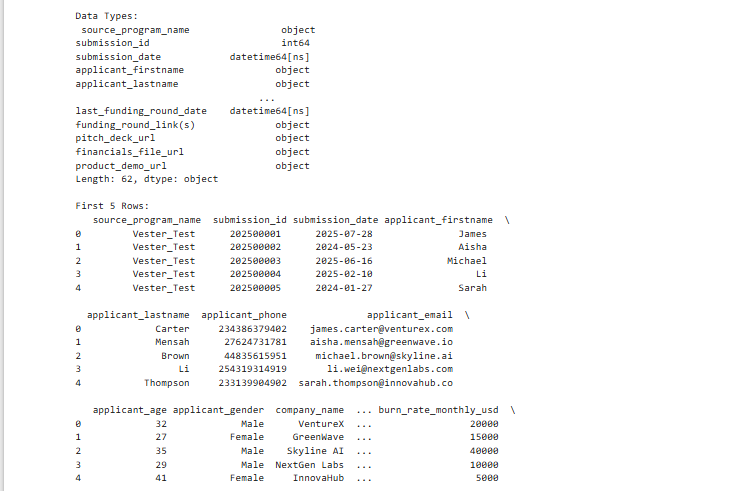 Data Types:
source_program_name object
submission_id int64
submission_date datetime64[ns]
applicant_firstname object
applicant_lastname object
...
last_funding_round_date datetime64[ns]
funding_round_link(s) object
pitch_deck_url object
financials_file_url object
product_demo_url object
Length: 62, dtype: object
First 5 Rows:
source_program_name submission_id submission_date applicant_firstname \
0 Vester_Test 202500001 2025-07-28 James
1 Vester_Test 202500002 2024-05-23 Aisha
2 Vester_Test 202500003 2025-06-16 Michael
3 Vester_Test 202500004 2025-02-10 Li
4 Vester_Test 202500005 2024-01-27 Sarah
applicant_lastname applicant_phone applicant_email \
0 Carter 234386379402 james.carter@venturex.com
1 Mensah 27624731781 aisha.mensah@greenwave.io
2 Brown 44835615951 michael.brown@skyline.ai
3 Li 254319314919 li.wei@nextgenlabs.com
4 Thompson 233139904902 sarah.thompson@innovahub.co
applicant_age applicant_gender company_name ... burn_rate_monthly_usd \
0 32 Male VentureX ... 20000
1 27 Female GreenWave ... 15000
2 35 Male Skyline AI ... 40000
3 29 Male NextGen Labs ... 10000
4 41 Female InnovaHub ... 5000